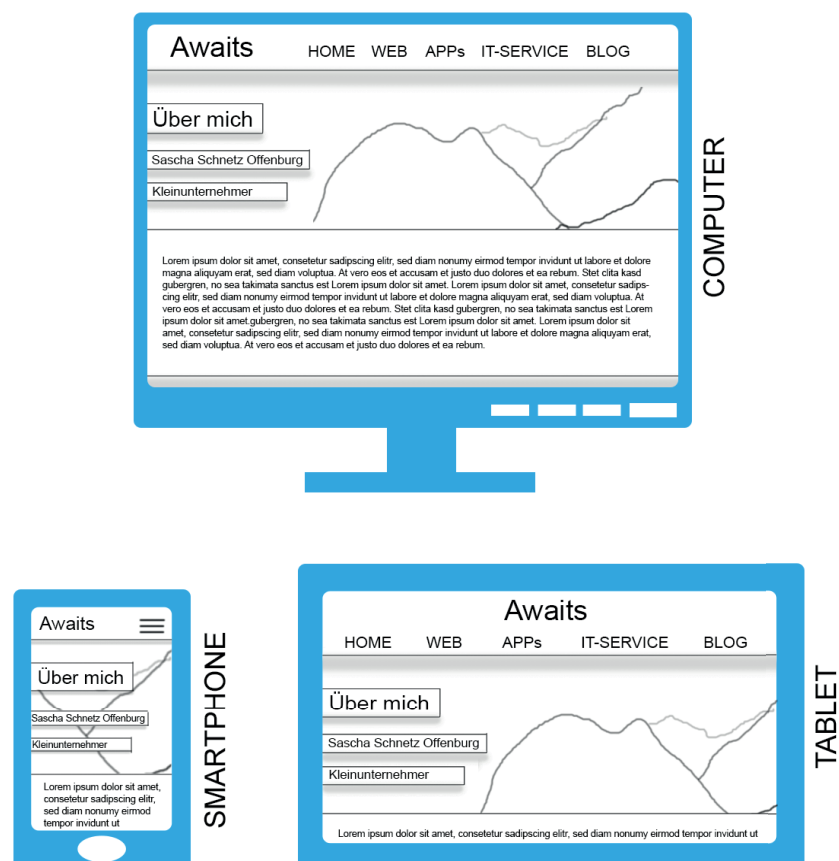 Awaits
HOME WEB APPs IT-SERVICE BLOG
Über mich
Sascha Schnetz Offenburg
Kleinunternehmer
Lorem ipsum dolor sit amet, consetetur sadipscing elitr, sed diam nonumy eirmod tempor invidunt ut labore et dolore
magna aliquyam erat, sed diam voluptua. At vero eos et accusam et justo duo dolores et ea rebum. Stet clita kasd
gubergren, no sea takimata sanctus est Lorem ipsum dolor sit amet. Lorem ipsum dolor sit amet, consetetur sadips-
cing elitr, sed diam nonumy eirmod tempor invidunt ut labore et dolore magna aliquyam erat, sed diam voluptua. At
vero eos et accusam et justo duo dolores et ea rebum. Stet clita kasd gubergren, no sea takimata sanctus est Lorem
ipsum dolor sit amet.gubergren, no sea takimata sanctus est Lorem ipsum dolor sit amet. Lorem ipsum dolor sit
amet, consetetur sadipscing elitr, sed diam nonumy eirmod tempor invidunt ut labore et dolore magna aliquyam erat,
sed diam voluptua. At vero eos et accusam et justo duo dolores et ea rebum.
COMPUTER
Awaits
Über mich
Sascha Schnetz Offenburg
Kleinunternehmer
Lorem ipsum dolor sit amet,
consetetur sadipscing elitr,
sed diam nonumy eirmod
tempor invidunt ut
SMARTPHONE
Awaits
HOME WEB APPs IT-SERVICE BLOG
Über mich
Sascha Schnetz Offenburg
Kleinunternehmer
Lorem ipsum dolor sit amet, consetetur sadipscing elitr, sed diam nonumy eirmod tempor invidunt ut
TABLET